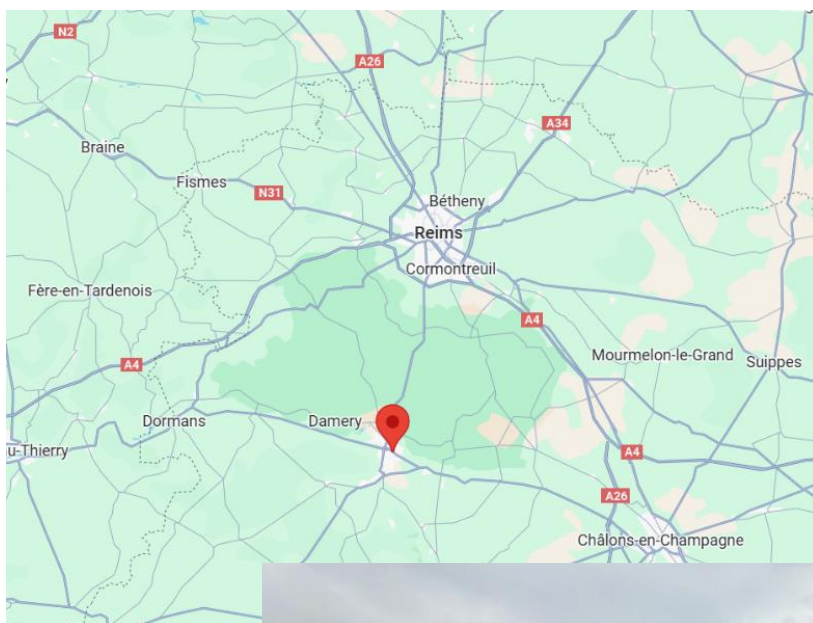 N2
A26
A34
Braine
Fismes
N31
Bétheny
Reims
Cormontreuil
Fère-en-Tardenois
A4
A4
Mourmelon-le-Grand
Suippes
Dormans
Damery
u-Thierry
A4
A26
Châlons-en-Champagne